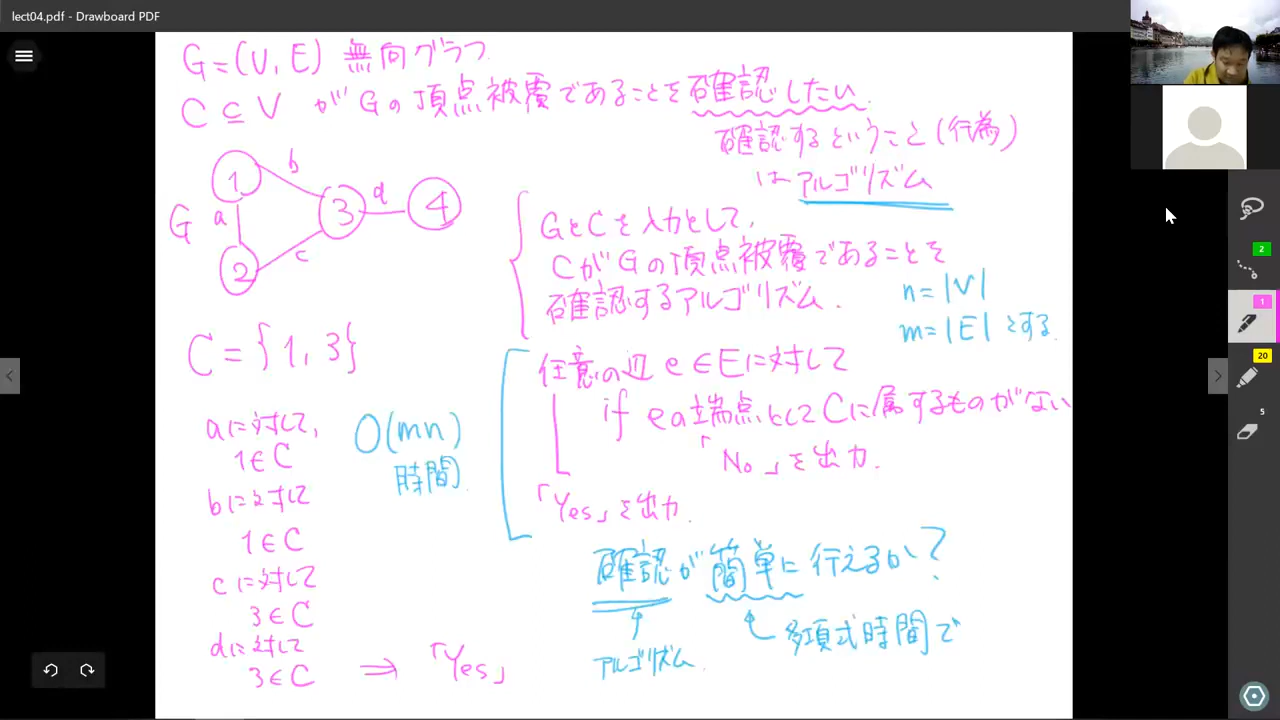 lect04.pdf - Drawboard PDF
G=(V, E) 無向グラフ
C⊆V が Gの頂点被覆であることを確認したい.
確認するということ(行為)
は アルゴリズム
1
b
3
d
4
G
a
2
c
GとCを入力として,
CがGの頂点被覆であることを
確認するアルゴリズム.
n=|V|
m=|E|とする.
C={1, 3}
任意の辺 e∈Eに対して
if eの端点としてCに属するものがない
「No」を出力.
「Yes」を出力.
O(mn)
時間.
aに対して,
1∈C
bに対して
1∈C
cに対して
3∈C
dに対して
3∈C
⇒「Yes」
確認が簡単に行えるか?
アルゴリズム.
多項式時間で
2
1
20
5